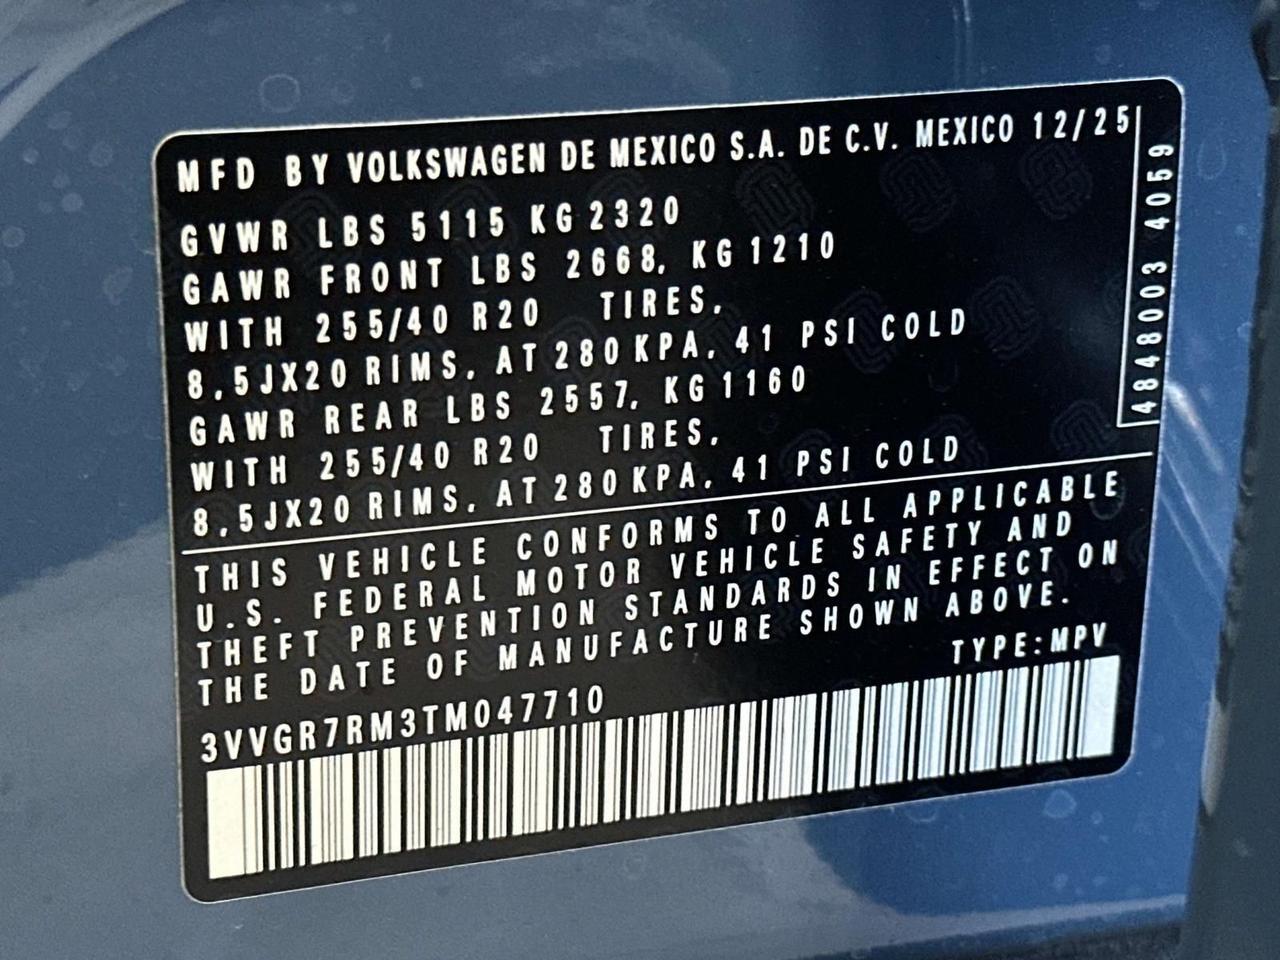 MFD BY VOLKSWAGEN DE MEXICO S.A. DE C.V. MEXICO 12/25
GVWR LBS 5115 KG 2320
GAWR FRONT LBS 2668, KG 1210
WITH 255/40 R20 TIRES,
8,5JX20 RIMS, AT 280 KPA, 41 PSI COLD
GAWR REAR LBS 2557, KG 1160
WITH 255/40 R20 TIRES,
8,5JX20 RIMS, AT 280 KPA, 41 PSI COLD
4848003 4059
THIS VEHICLE CONFORMS TO ALL APPLICABLE
U.S. FEDERAL MOTOR VEHICLE SAFETY AND
THEFT PREVENTION STANDARDS IN EFFECT ON
THE DATE OF MANUFACTURE SHOWN ABOVE.
TYPE:MPV
3VVGR7RM3TM047710